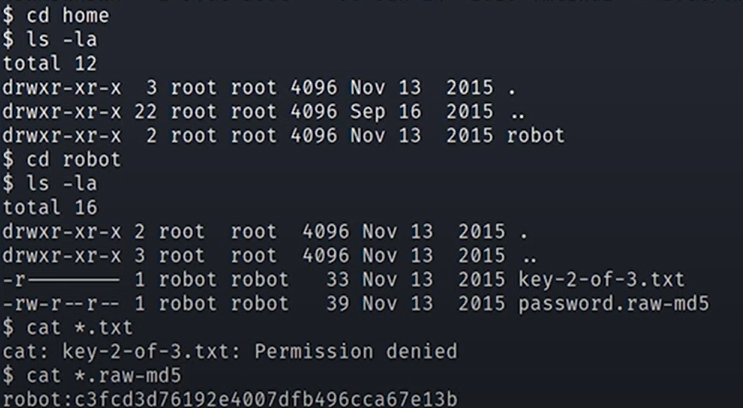 $ cd home
$ ls -la
total 12
drwxr-xr-x  3 root root 4096 Nov 13  2015 .
drwxr-xr-x 22 root root 4096 Sep 16  2015 ..
drwxr-xr-x  2 root root 4096 Nov 13  2015 robot
$ cd robot
$ ls -la
total 16
drwxr-xr-x 2 root  root  4096 Nov 13  2015 .
drwxr-xr-x 3 root  root  4096 Nov 13  2015 ..
-r-------- 1 robot robot   33 Nov 13  2015 key-2-of-3.txt
-rw-r--r-- 1 robot robot   39 Nov 13  2015 password.raw-md5
$ cat *.txt
cat: key-2-of-3.txt: Permission denied
$ cat *.raw-md5
robot:c3fcd3d76192e4007dfb496cca67e13b